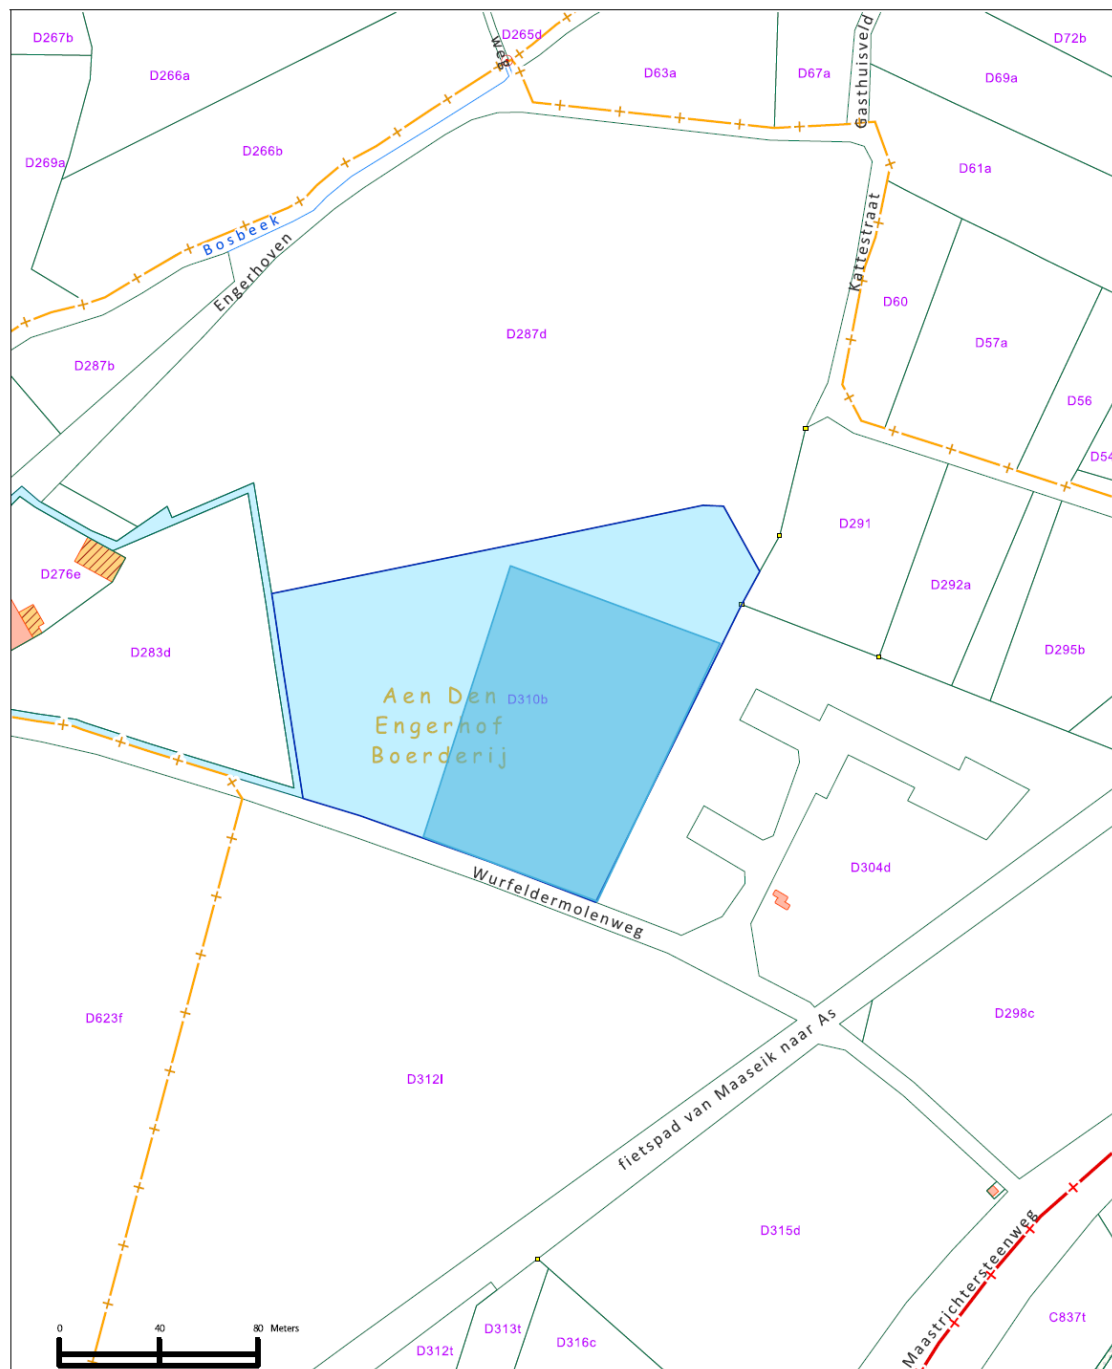 D267b
D266a
weg
D265d
D63a
D67a
Gasthuisveld
D72b
D69a
D269a
D266b
D61a
Bosbeek
Engerhoven
Kattestraat
D60
D287d
D57a
D287b
D56
D54
D291
D276e
D292a
D283d
D295b
Aen Den
Engerhof
Boerderij
D310b
D304d
Wurfeldermolenweg
D623f
D298c
D312l
fietspad van Maaseik naar As
D315d
Maastrichtersteenweg
0 40 80 Meters
D313t
D312t
D316c
C837t